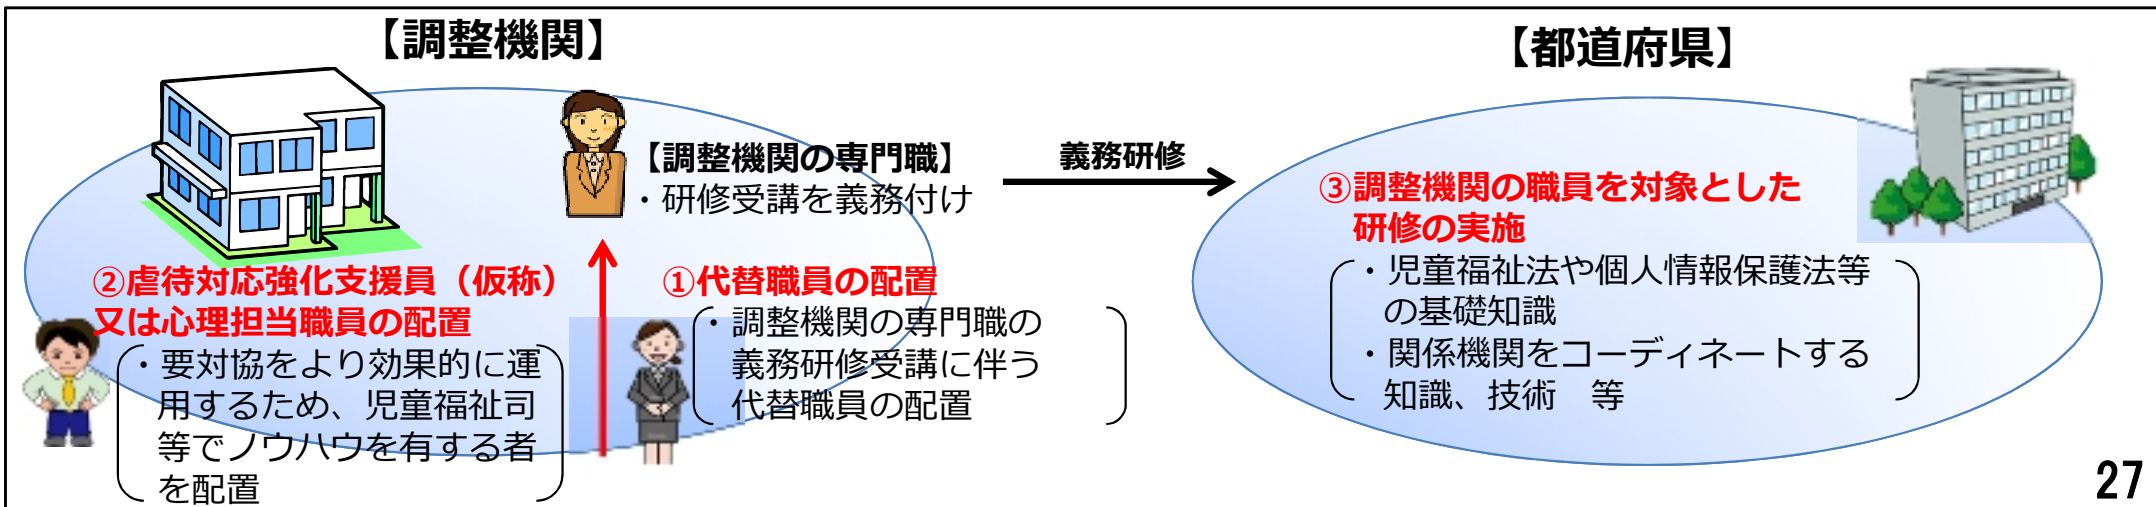 【調整機関】
【調整機関の専門職】
・研修受講を義務付け
②虐待対応強化支援員（仮称）
又は心理担当職員の配置
・要対協をより効果的に運
用するため、児童福祉司
等でノウハウを有する者
を配置
①代替職員の配置
・調整機関の専門職の
義務研修受講に伴う
代替職員の配置
義務研修
【都道府県】
③調整機関の職員を対象とした
研修の実施
・児童福祉法や個人情報保護法等
の基礎知識
・関係機関をコーディネートする
知識、技術　等
27